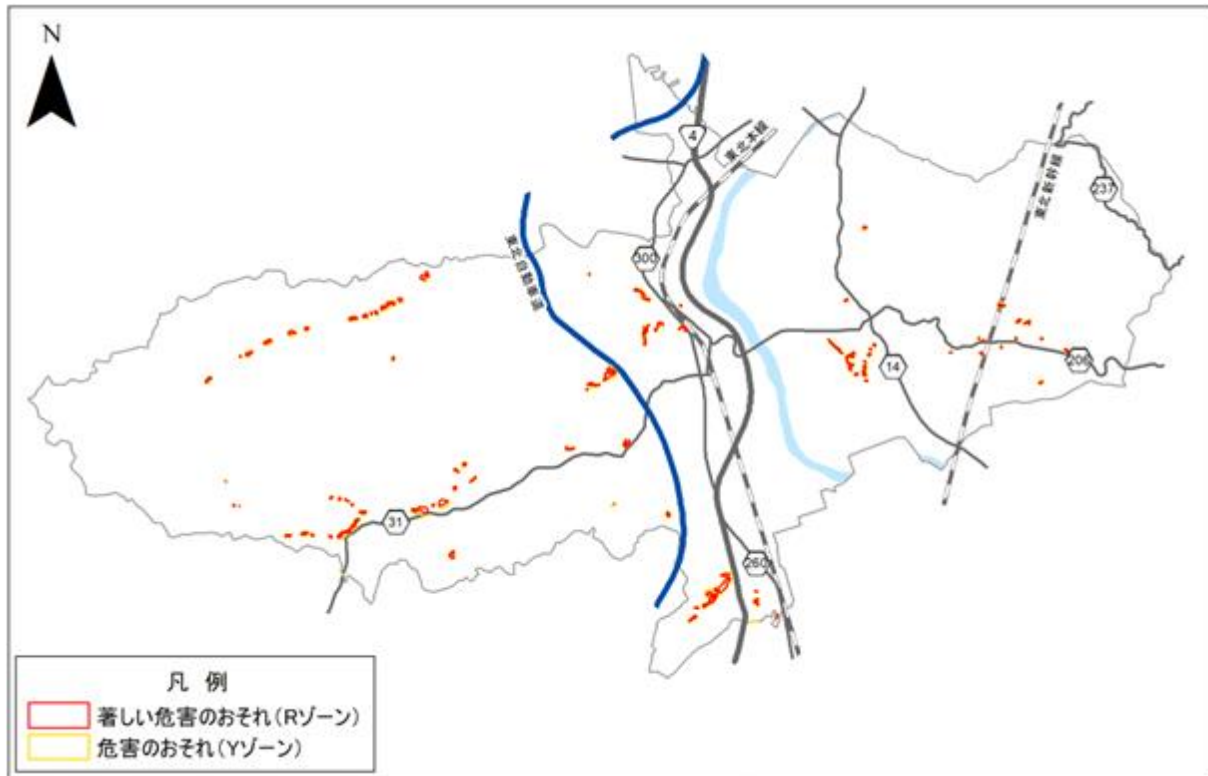 N
4
東北本線
東北新幹線
237
東北自動車道
300
14
206
31
260
凡 例
著しい危害のおそれ(Rゾーン)
危害のおそれ(Yゾーン)